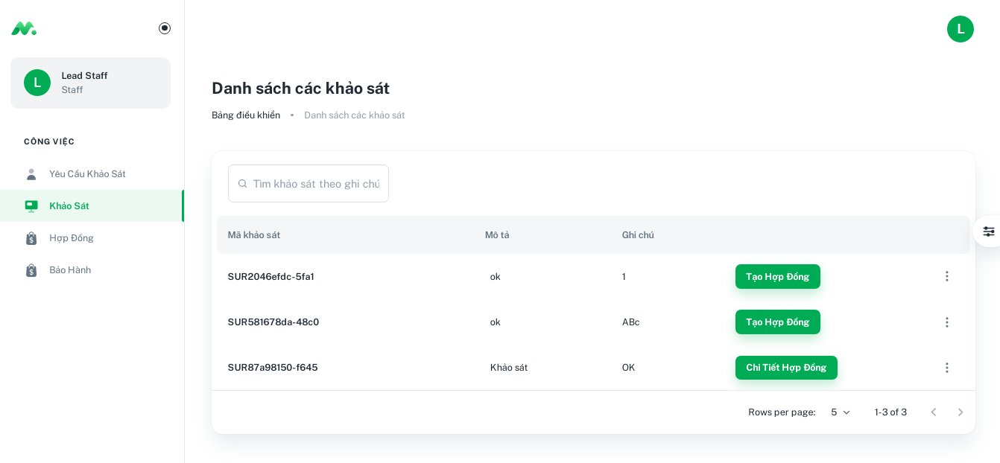 L
L
Lead Staff
Staff
Danh sách các khảo sát
Bảng điều khiển • Danh sách các khảo sát
CÔNG VIỆC
Yêu Cầu Khảo Sát
Khảo Sát
Hợp Đồng
Bảo Hành
Tìm khảo sát theo ghi chú
Mã khảo sát Mô tả Ghi chú
SUR2046efdc-5fa1 ok 1 Tạo Hợp Đồng
SUR581678da-48c0 ok ABc Tạo Hợp Đồng
SUR87a98150-f645 Khảo sát OK Chi Tiết Hợp Đồng
Rows per page: 5 1-3 of 3